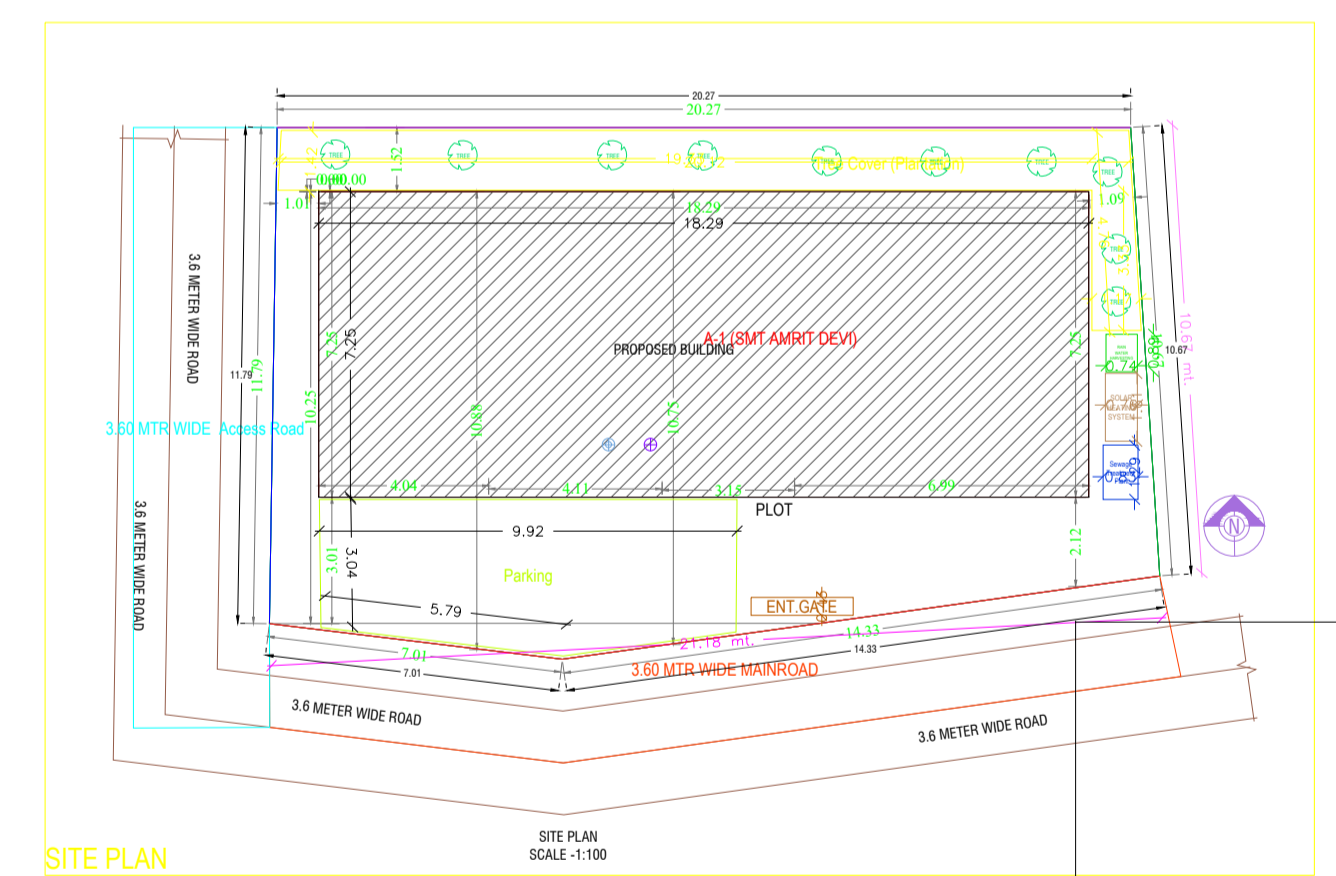 20.27
20.27
TREE
TREE
TREE
TREE
TREE
TREE
TREE
TREE
1.52
Tree Cover (Plantation)
1.01
1.09
18.29
18.29
3.6 METER WIDE ROAD
TREE
TREE
10.67 mt.
10.67
7.25
7.25
7.25
A-1 (SMT AMRIT DEVI)
PROPOSED BUILDING
11.79
11.79
0.74
10.25
10.88
10.75
SOLAR
HEATING
SYSTEM
3.60 MTR WIDE Access Road
Sewage
4.04
4.11
3.15
6.99
PLOT
N
9.92
3.6 METER WIDE ROAD
3.01
3.04
2.12
Parking
5.79
ENT.GATE
7.01
21.18 mt.
14.33
14.33
7.01
3.60 MTR WIDE MAINROAD
3.6 METER WIDE ROAD
3.6 METER WIDE ROAD
SITE PLAN
SCALE -1:100
SITE PLAN